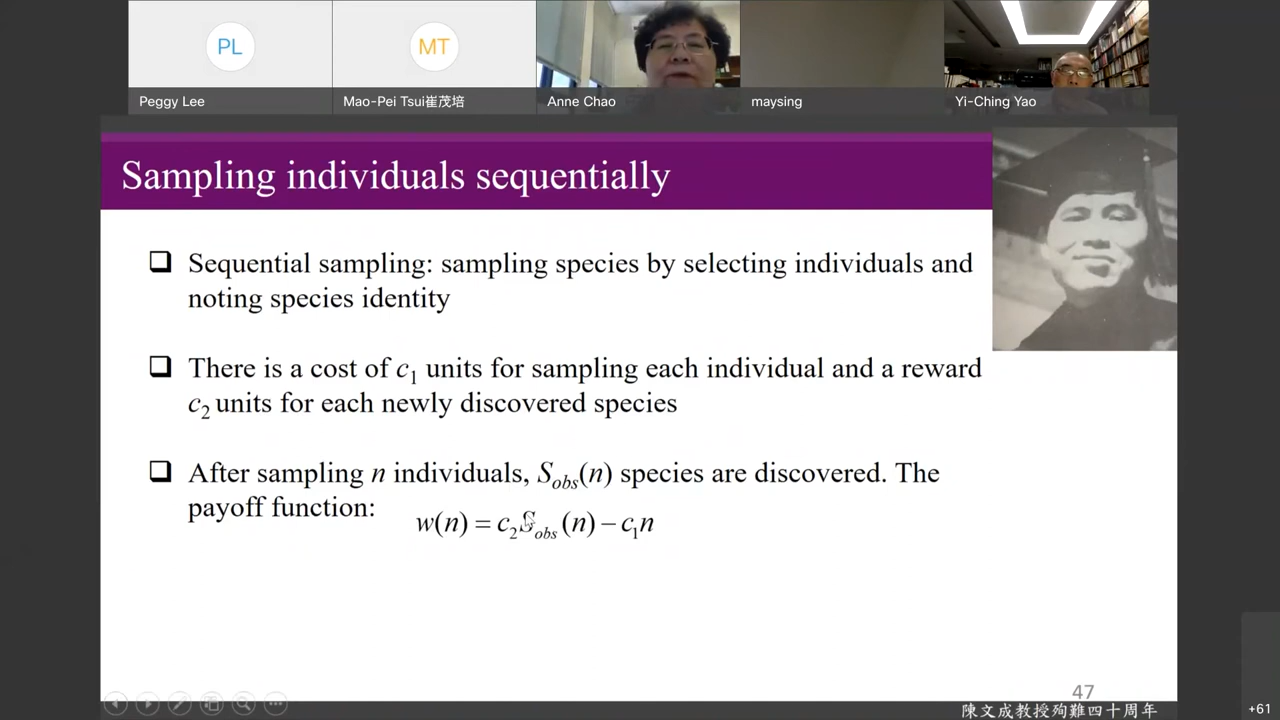 PL
MT
Peggy Lee
Mao-Pei Tsui崔茂培
Anne Chao
maysing
Yi-Ching Yao
Sampling individuals sequentially
Sequential sampling: sampling species by selecting individuals and
noting species identity
There is a cost of c₁ units for sampling each individual and a reward
c₂ units for each newly discovered species
After sampling n individuals, Sobs(n) species are discovered. The
payoff function:
w(n) = c₂Sobs(n) − c₁n
47
陳文成教授殉難四十周年
+61